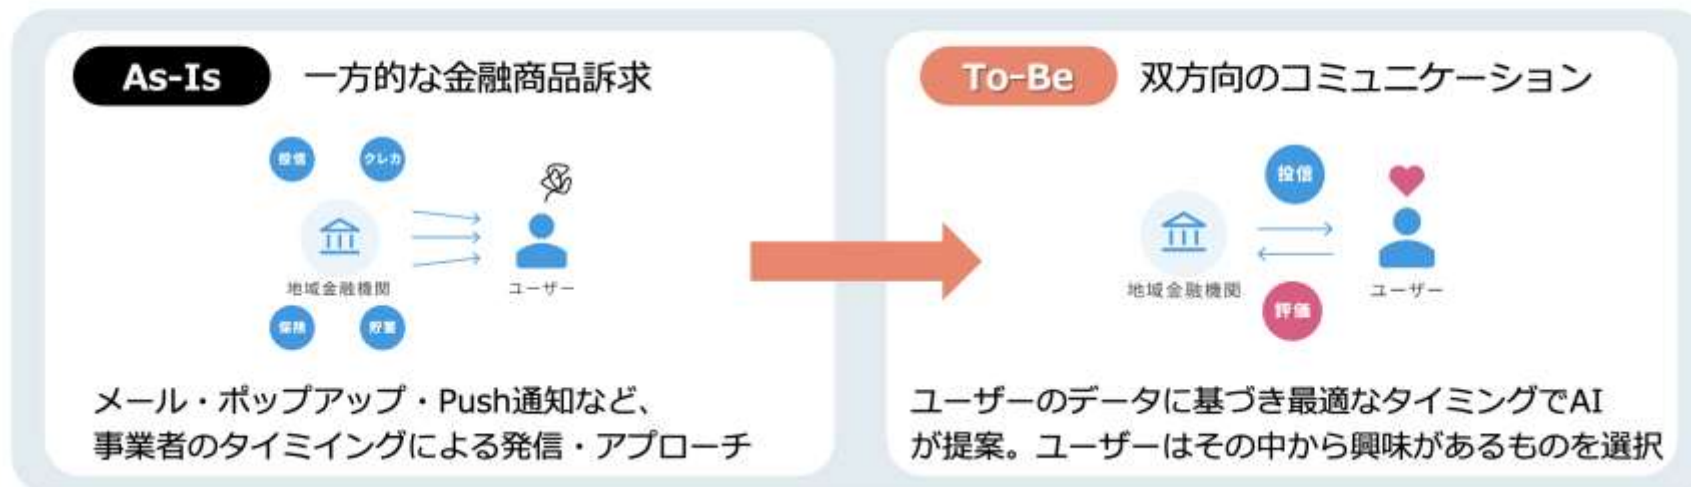 As-Is
一方的な金融商品訴求
投信
クレカ
地域金融機関
ユーザー
保険
貯蓄
メール・ポップアップ・Push通知など、
事業者のタイミイングによる発信・アプローチ
To-Be
双方向のコミュニケーション
投信
地域金融機関
ユーザー
評価
ユーザーのデータに基づき最適なタイミングでAI
が提案。ユーザーはその中から興味があるものを選択